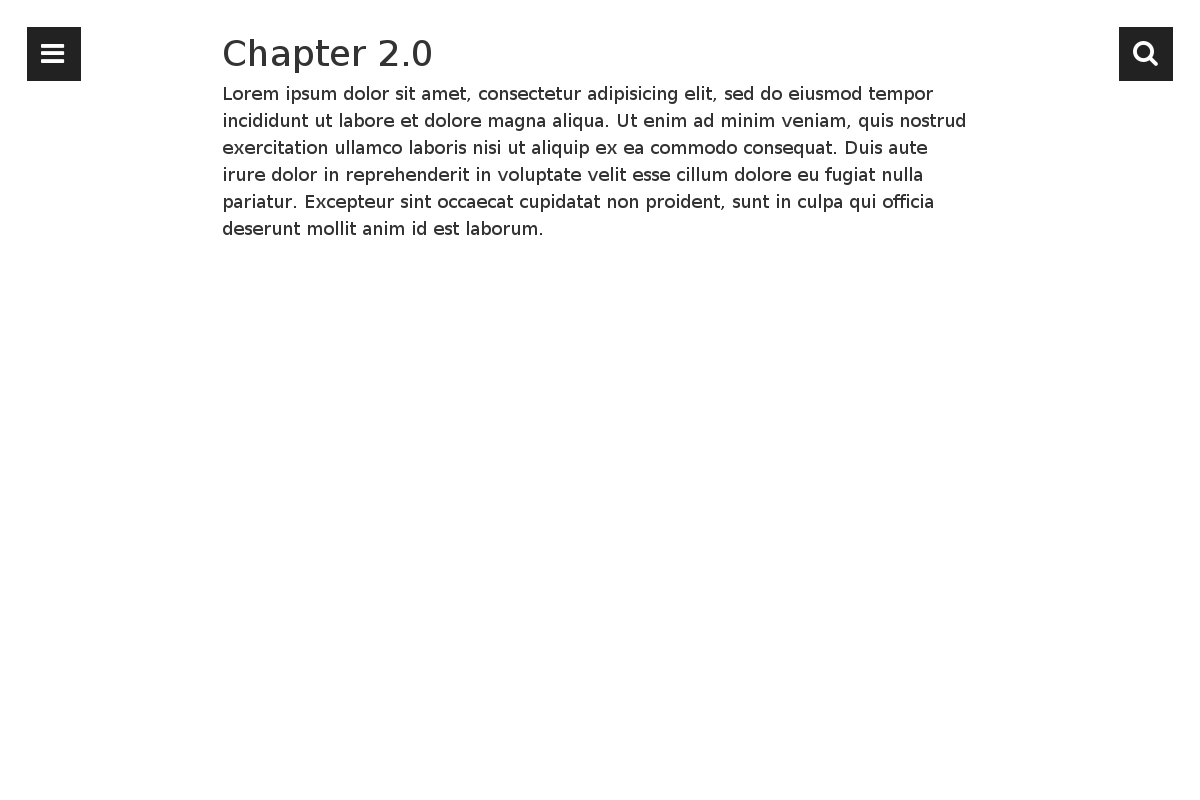 Chapter 2.0
Lorem ipsum dolor sit amet, consectetur adipisicing elit, sed do eiusmod tempor
incididunt ut labore et dolore magna aliqua. Ut enim ad minim veniam, quis nostrud
exercitation ullamco laboris nisi ut aliquip ex ea commodo consequat. Duis aute
irure dolor in reprehenderit in voluptate velit esse cillum dolore eu fugiat nulla
pariatur. Excepteur sint occaecat cupidatat non proident, sunt in culpa qui officia
deserunt mollit anim id est laborum.